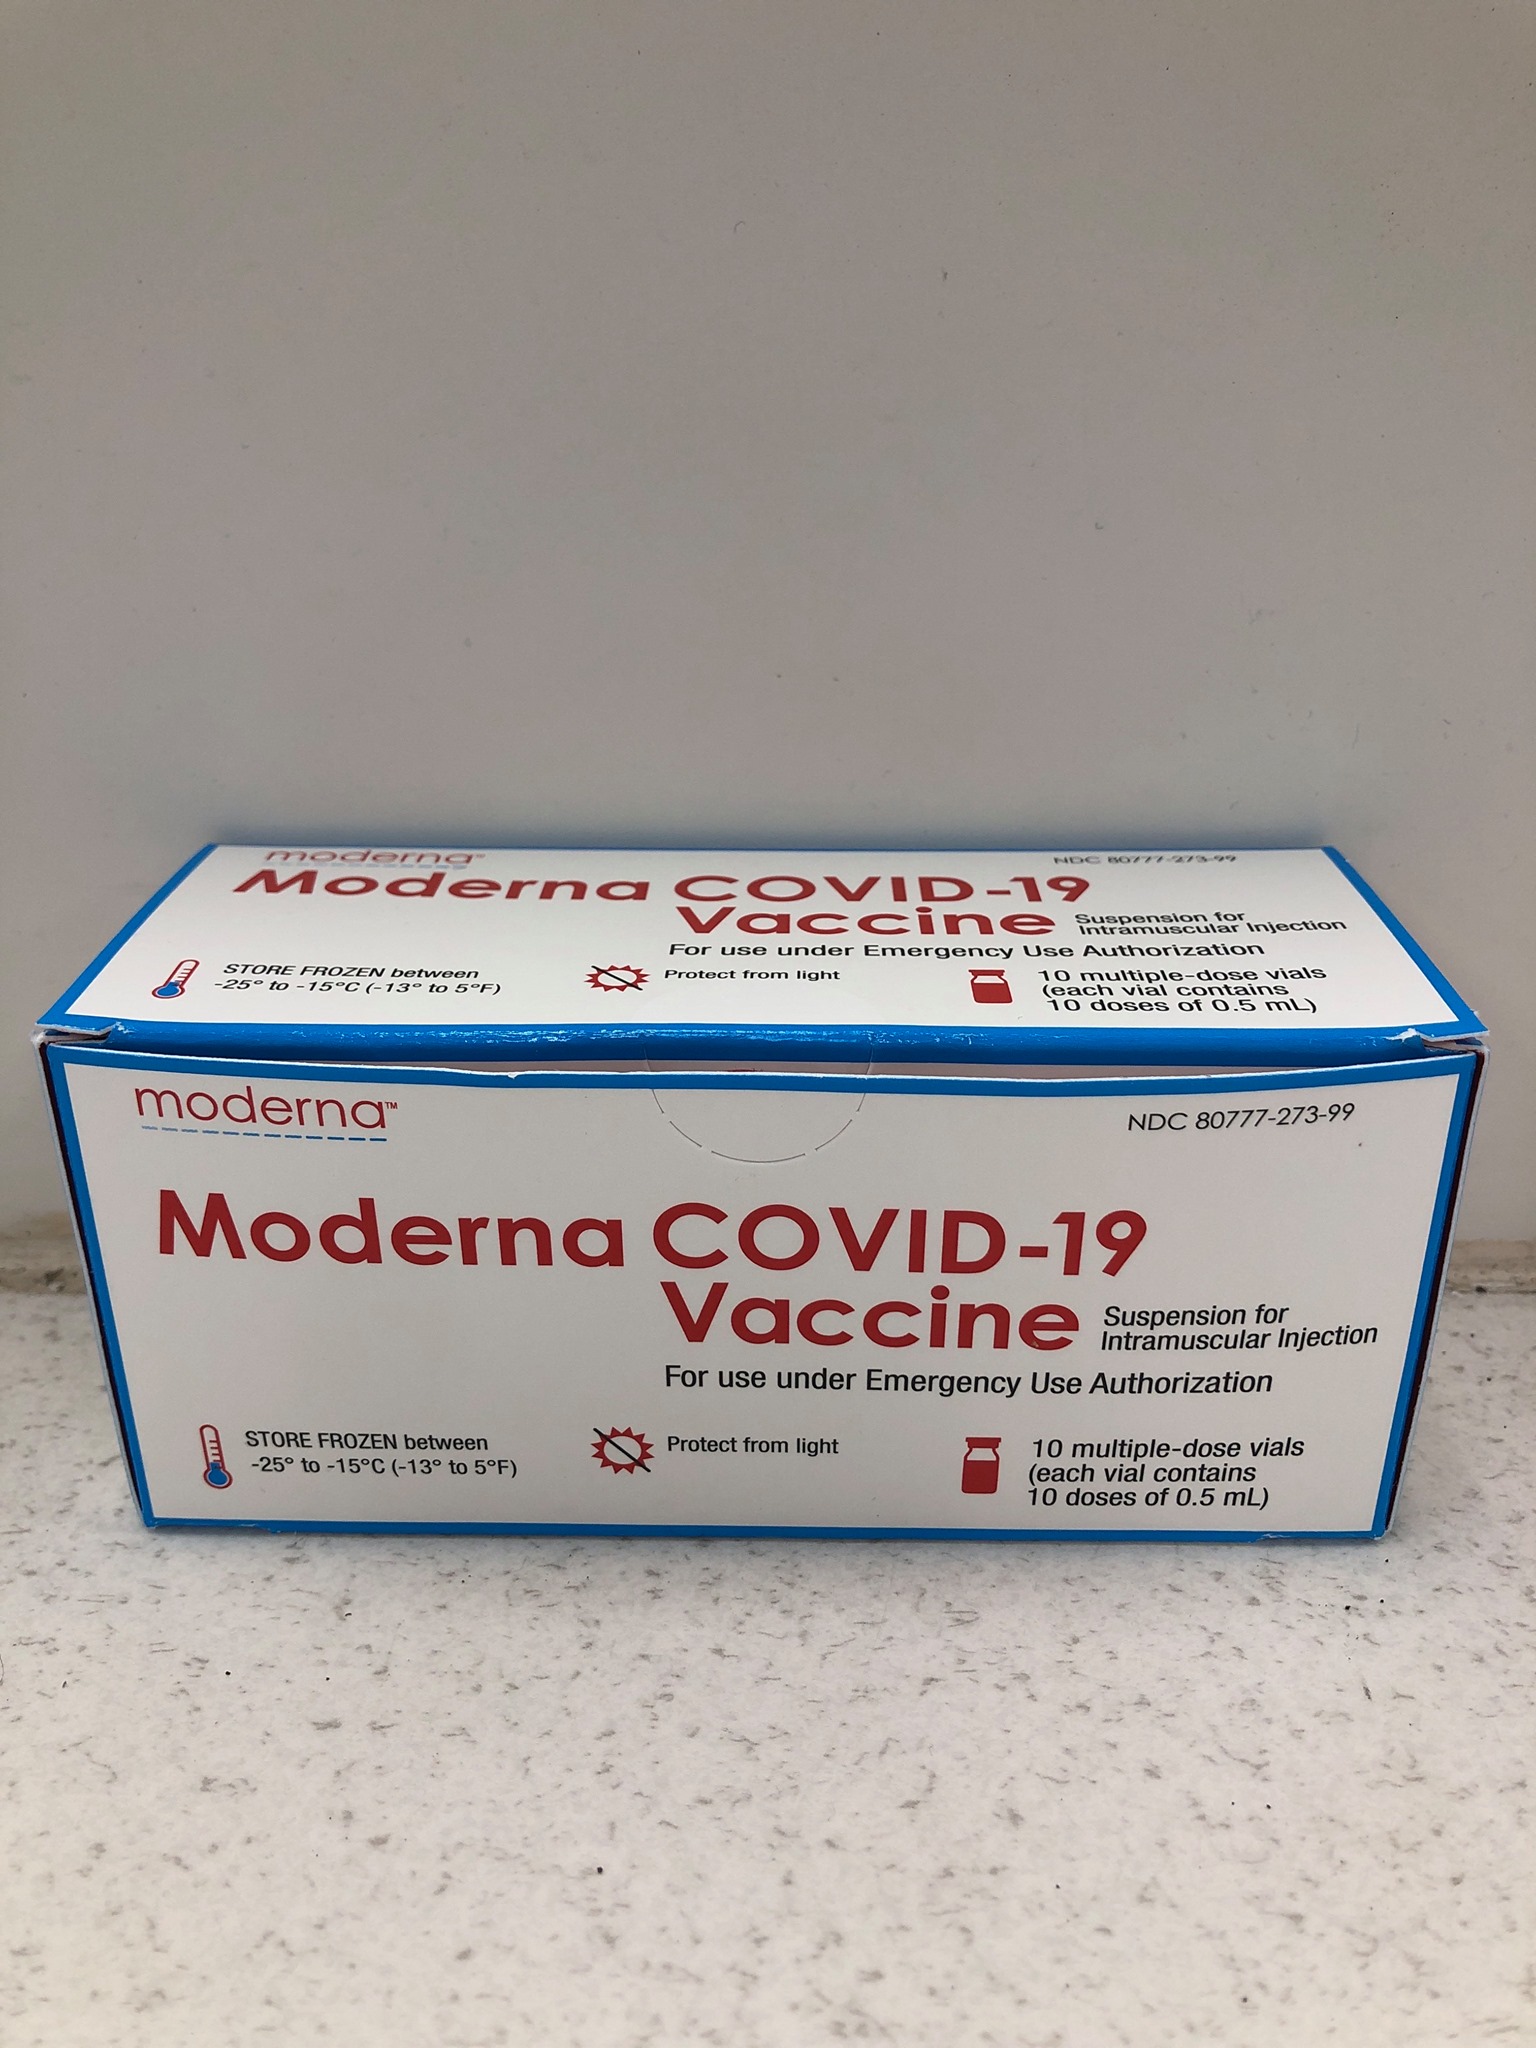 moderna
NDC 80777-273-99
Moderna COVID-19
Vaccine
Suspension for
Intramuscular Injection
For use under Emergency Use Authorization
STORE FROZEN between
-25° to -15°C (-13° to 5°F)
Protect from light
10 multiple-dose vials
(each vial contains
10 doses of 0.5 mL)
moderna™
NDC 80777-273-99
Moderna COVID-19
Vaccine
Suspension for
Intramuscular Injection
For use under Emergency Use Authorization
STORE FROZEN between
-25° to -15°C (-13° to 5°F)
Protect from light
10 multiple-dose vials
(each vial contains
10 doses of 0.5 mL)